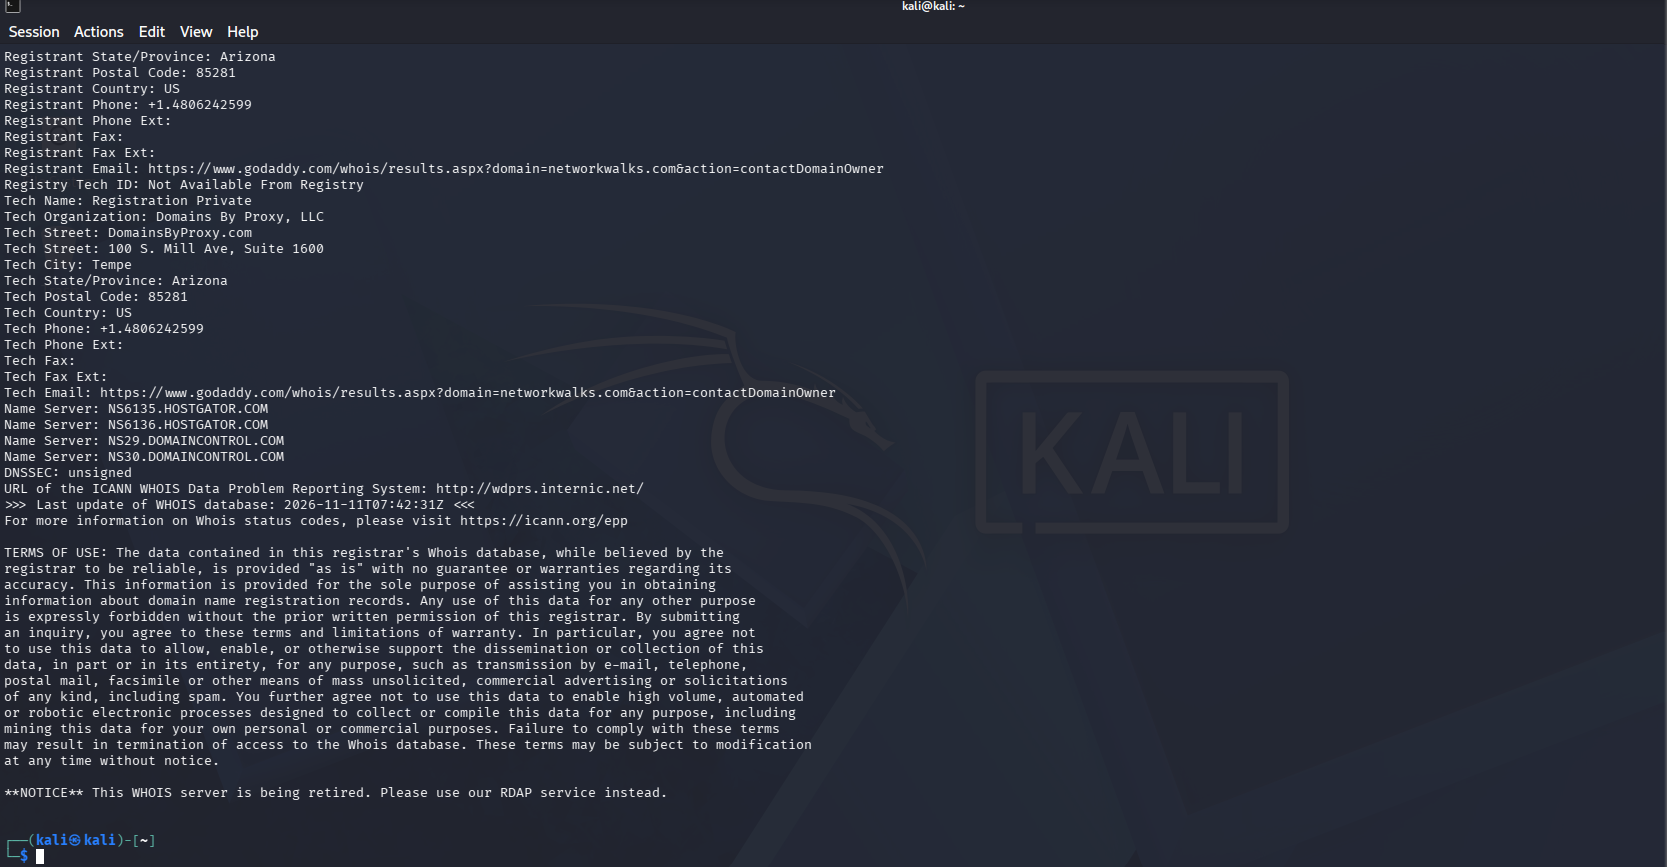 kali@kali: ~
Session Actions Edit View Help
Registrant State/Province: Arizona
Registrant Postal Code: 85281
Registrant Country: US
Registrant Phone: +1.4806242599
Registrant Phone Ext:
Registrant Fax:
Registrant Fax Ext:
Registrant Email: https://www.godaddy.com/whois/results.aspx?domain=networkwalks.com&action=contactDomainOwner
Registry Tech ID: Not Available From Registry
Tech Name: Registration Private
Tech Organization: Domains By Proxy, LLC
Tech Street: DomainsByProxy.com
Tech Street: 100 S. Mill Ave, Suite 1600
Tech City: Tempe
Tech State/Province: Arizona
Tech Postal Code: 85281
Tech Country: US
Tech Phone: +1.4806242599
Tech Phone Ext:
Tech Fax:
Tech Fax Ext:
Tech Email: https://www.godaddy.com/whois/results.aspx?domain=networkwalks.com&action=contactDomainOwner
Name Server: NS6135.HOSTGATOR.COM
Name Server: NS6136.HOSTGATOR.COM
Name Server: NS29.DOMAINCONTROL.COM
Name Server: NS30.DOMAINCONTROL.COM
DNSSEC: unsigned
URL of the ICANN WHOIS Data Problem Reporting System: http://wdprs.internic.net/
>>> Last update of WHOIS database: 2026-11-11T07:42:31Z <<<
For more information on Whois status codes, please visit https://icann.org/epp
TERMS OF USE: The data contained in this registrar's Whois database, while believed by the
registrar to be reliable, is provided "as is" with no guarantee or warranties regarding its
accuracy. This information is provided for the sole purpose of assisting you in obtaining
information about domain name registration records. Any use of this data for any other purpose
is expressly forbidden without the prior written permission of this registrar. By submitting
an inquiry, you agree to these terms and limitations of warranty. In particular, you agree not
to use this data to allow, enable, or otherwise support the dissemination or collection of this
data, in part or in its entirety, for any purpose, such as transmission by e-mail, telephone,
postal mail, facsimile or other means of mass unsolicited, commercial advertising or solicitations
of any kind, including spam. You further agree not to use this data to enable high volume, automated
or robotic electronic processes designed to collect or compile this data for any purpose, including
mining this data for your own personal or commercial purposes. Failure to comply with these terms
may result in termination of access to the Whois database. These terms may be subject to modification
at any time without notice.
**NOTICE** This WHOIS server is being retired. Please use our RDAP service instead.
┌──(kali㉿kali)-[~]
└─$
KALI